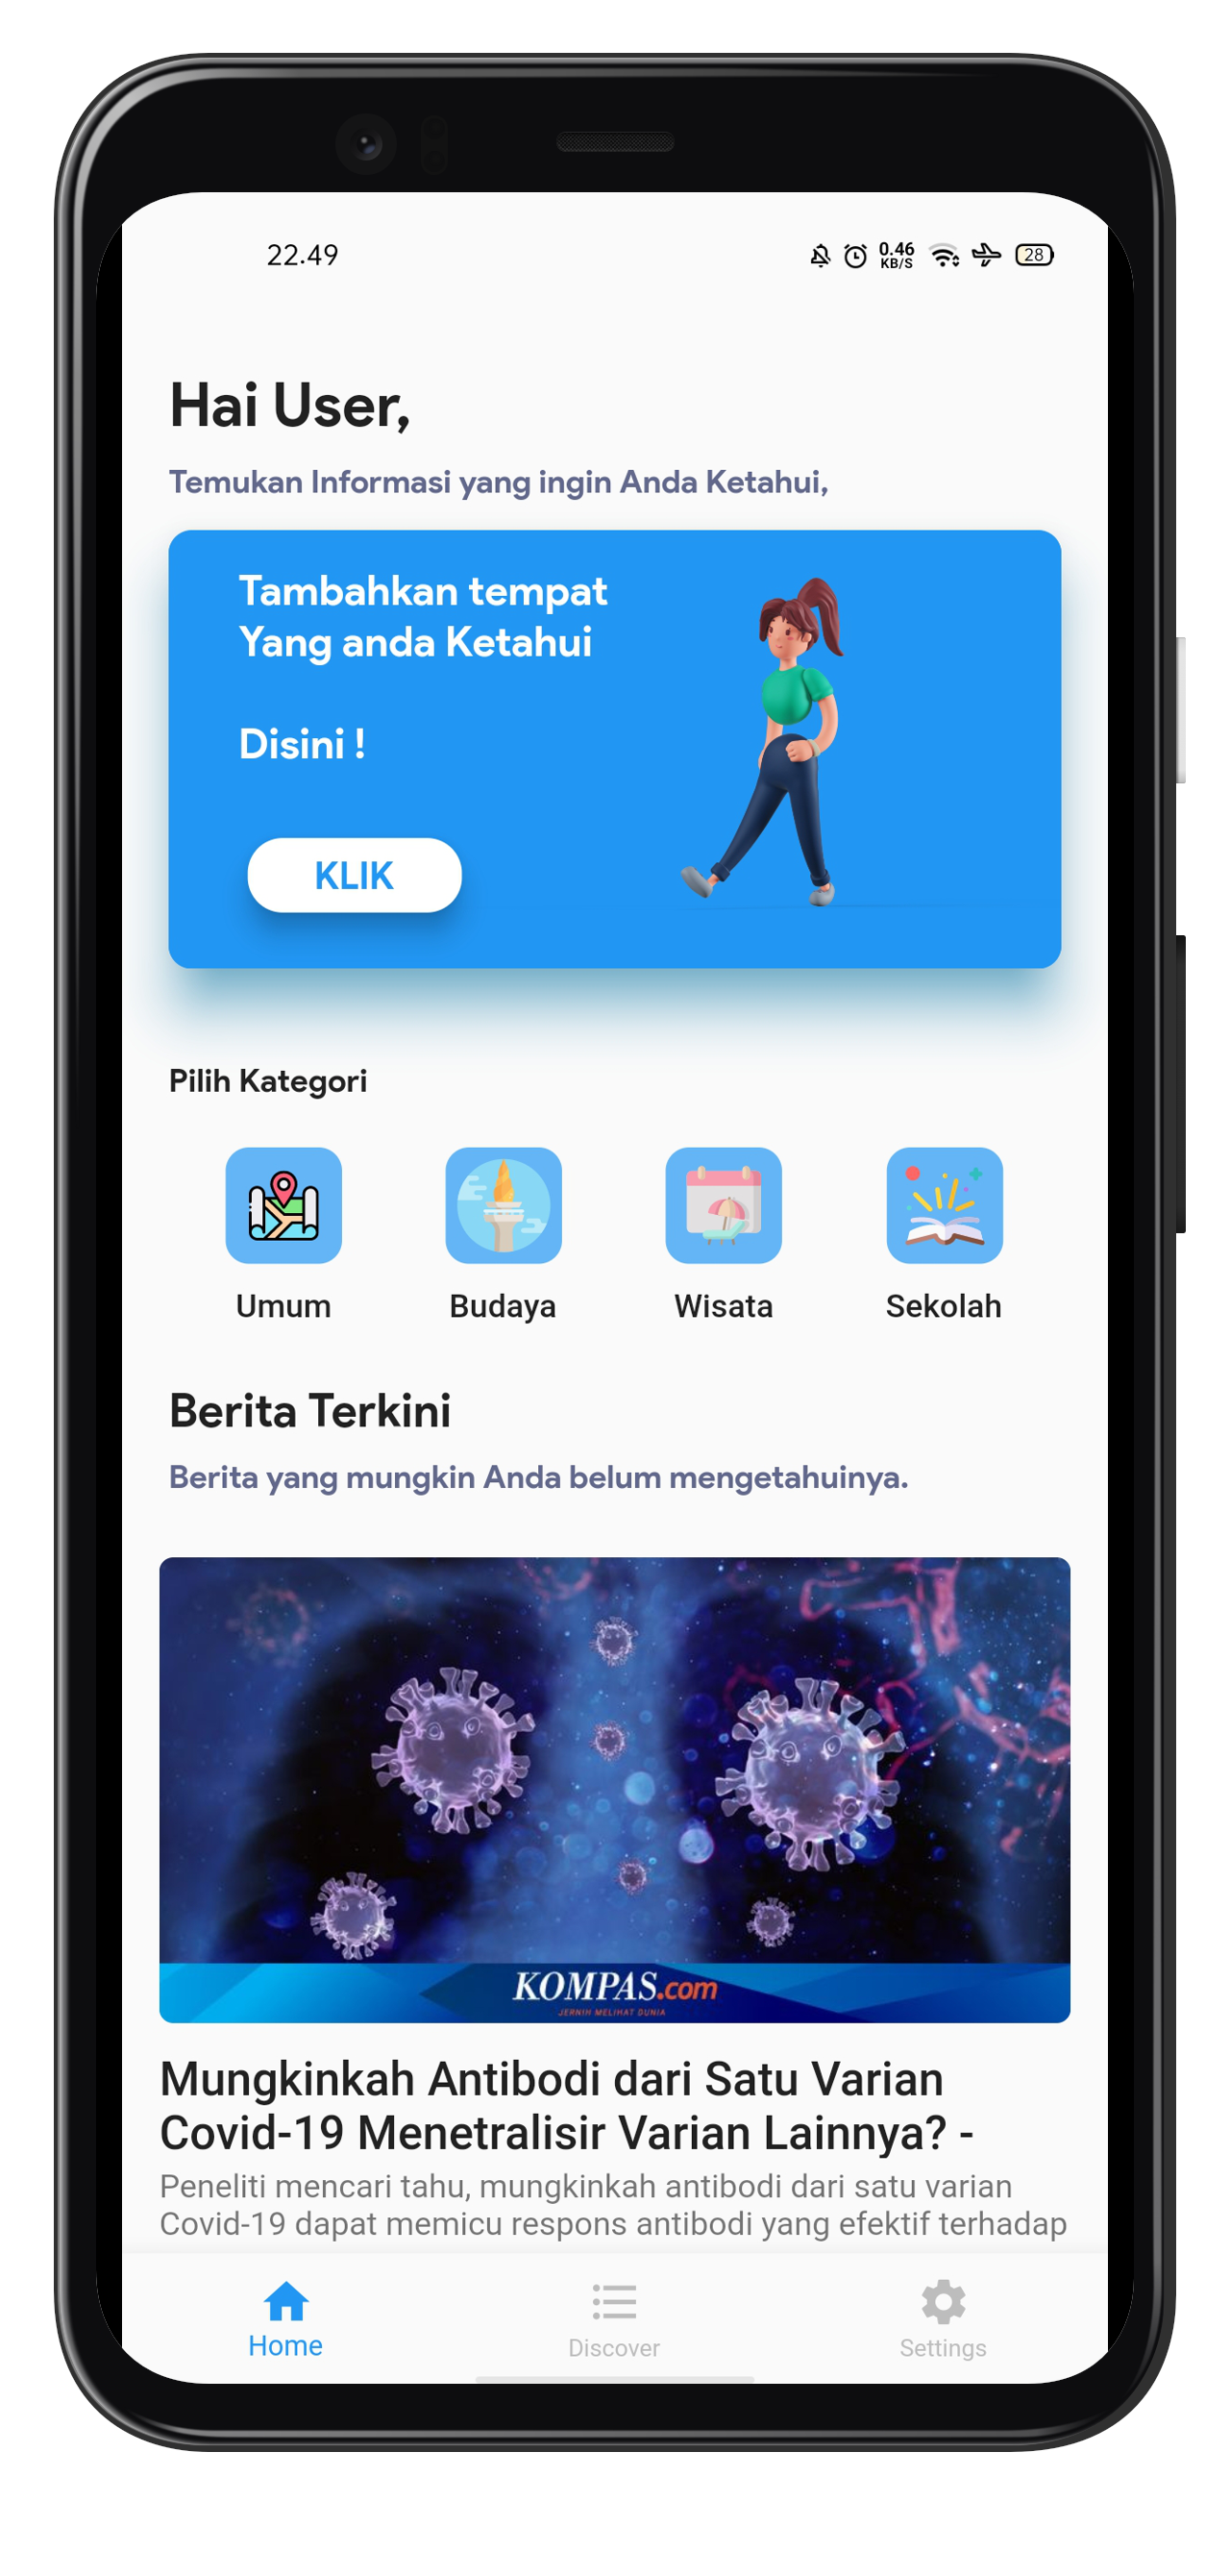 22.49
0.46
KB/S
28
Hai User,
Temukan Informasi yang ingin Anda Ketahui,
Tambahkan tempat
Yang anda Ketahui
Disini !
KLIK
Pilih Kategori
Umum Budaya Wisata Sekolah
Berita Terkini
Berita yang mungkin Anda belum mengetahuinya.
KOMPAS.com
JERNIH MELIHAT DUNIA
Mungkinkah Antibodi dari Satu Varian
Covid-19 Menetralisir Varian Lainnya? -
Peneliti mencari tahu, mungkinkah antibodi dari satu varian
Covid-19 dapat memicu respons antibodi yang efektif terhadap
Home Discover Settings